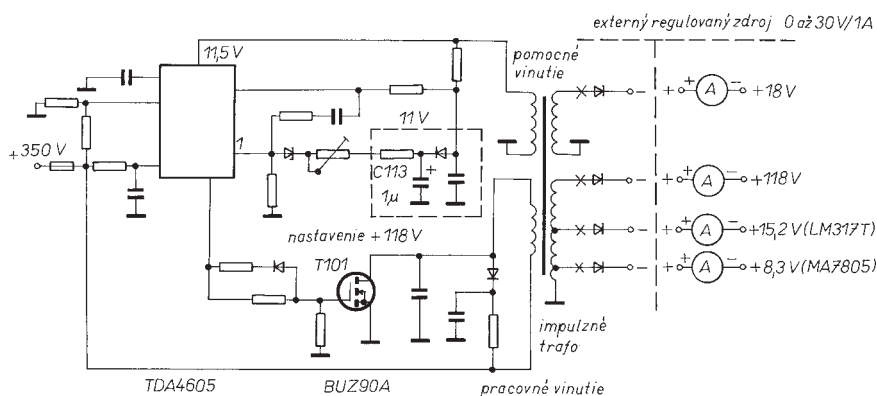 externý regulovaný zdroj 0 až 30V/1A
11,5V
pomocné
vinutie
- + + A - +18V
11V
1
+350 V
C113
+
1μ
- + + A - +118V
nastavenie +118V
- + + A - +15,2V(LM317T)
T101
- + + A - +8,3V(MA7805)
impulzné
trafo
TDA4605
BUZ90A
pracovné vinutie